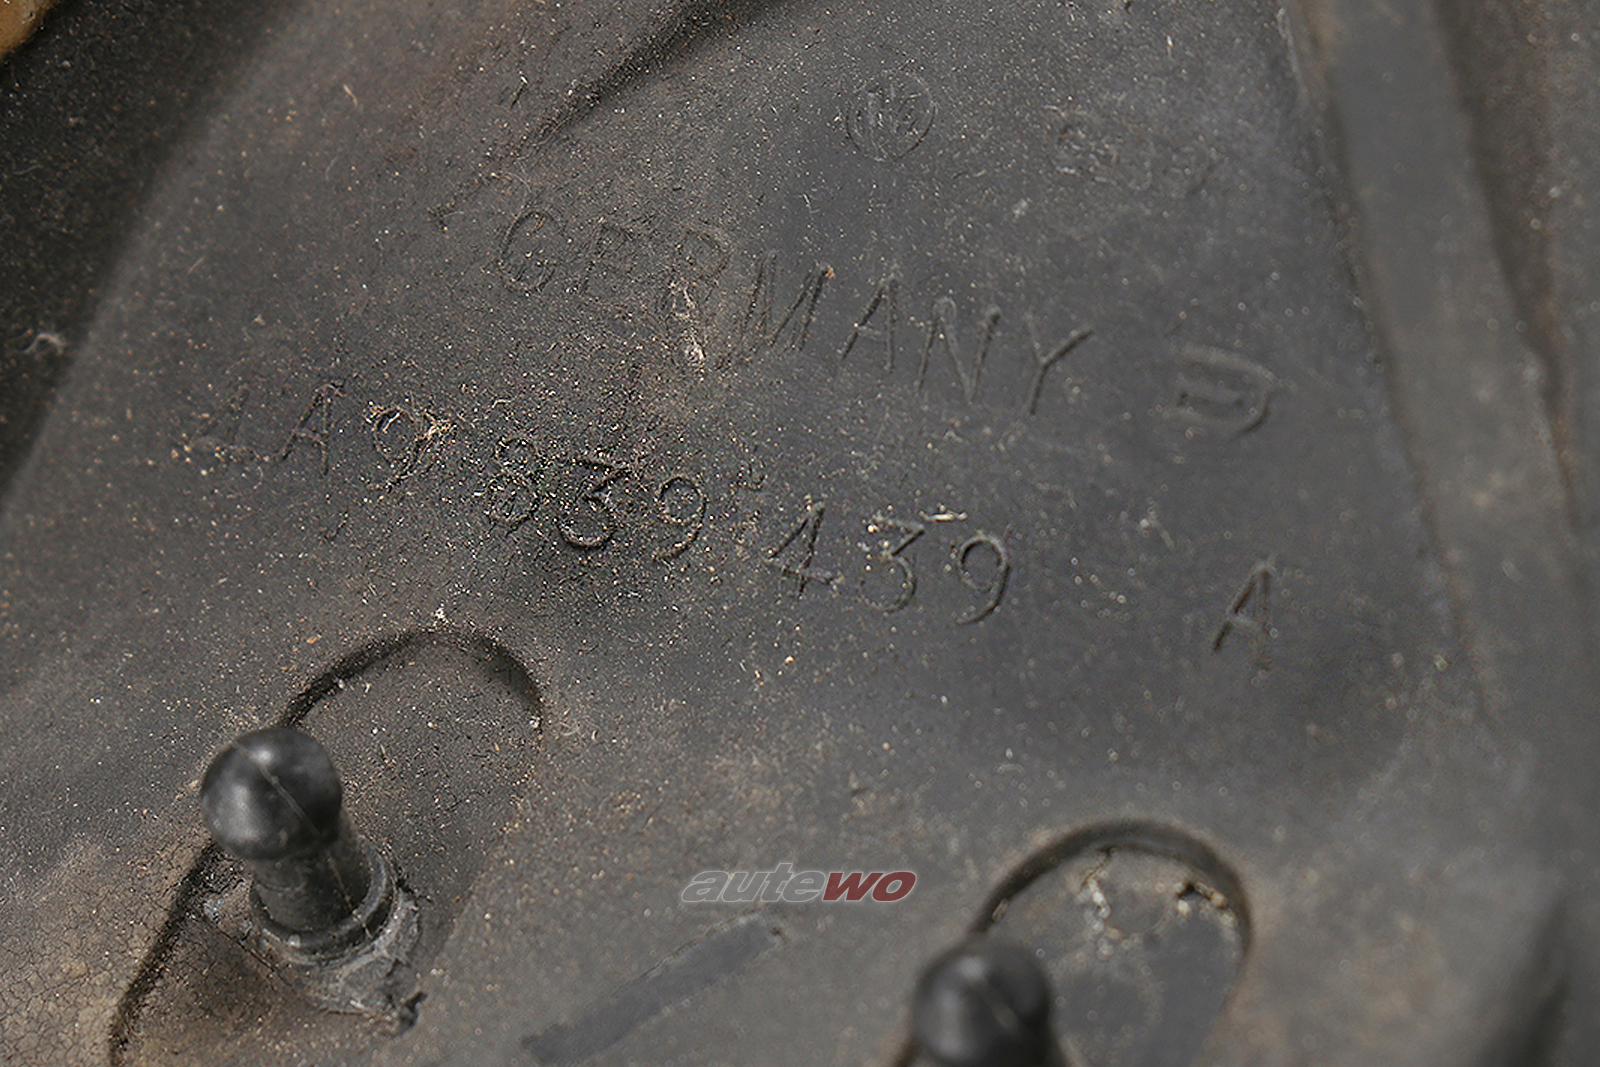 GERMANY D
4A9 839 439 A
autewo